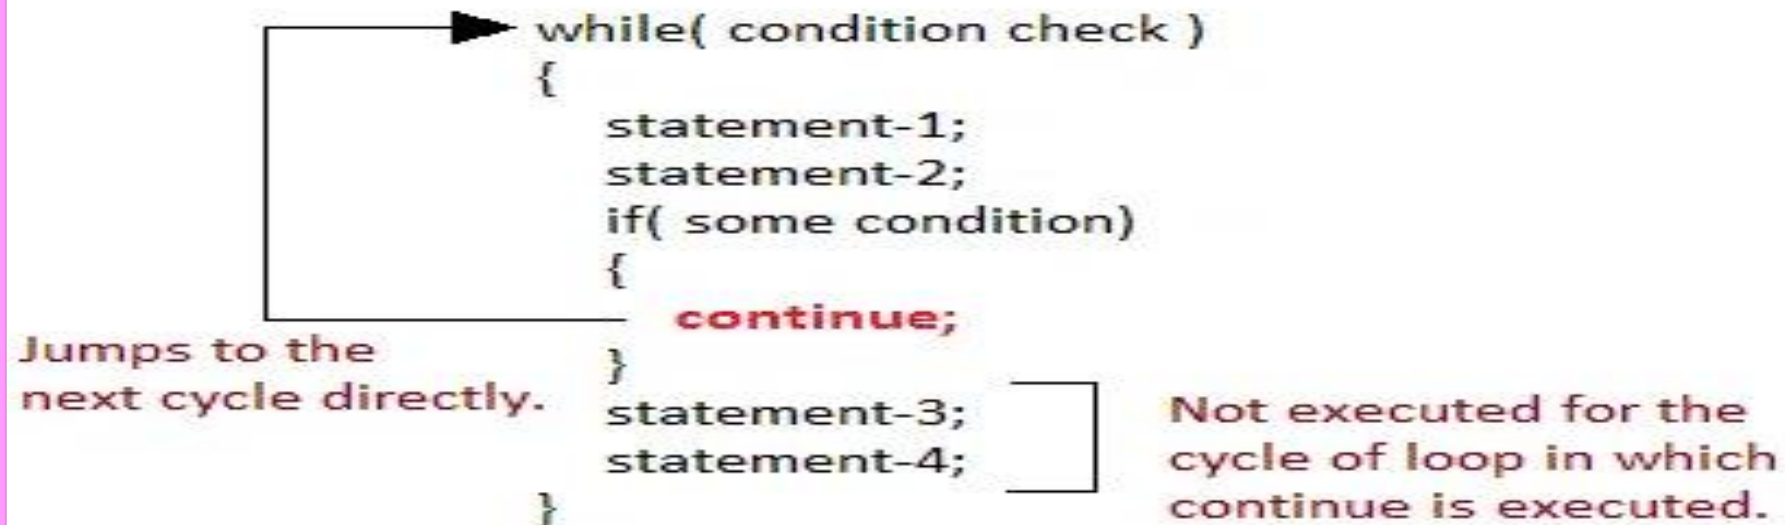 while( condition check )
{
statement-1;
statement-2;
if( some condition)
{
continue;
}
statement-3;
statement-4;
}
Jumps to the
next cycle directly.
Not executed for the
cycle of loop in which
continue is executed.